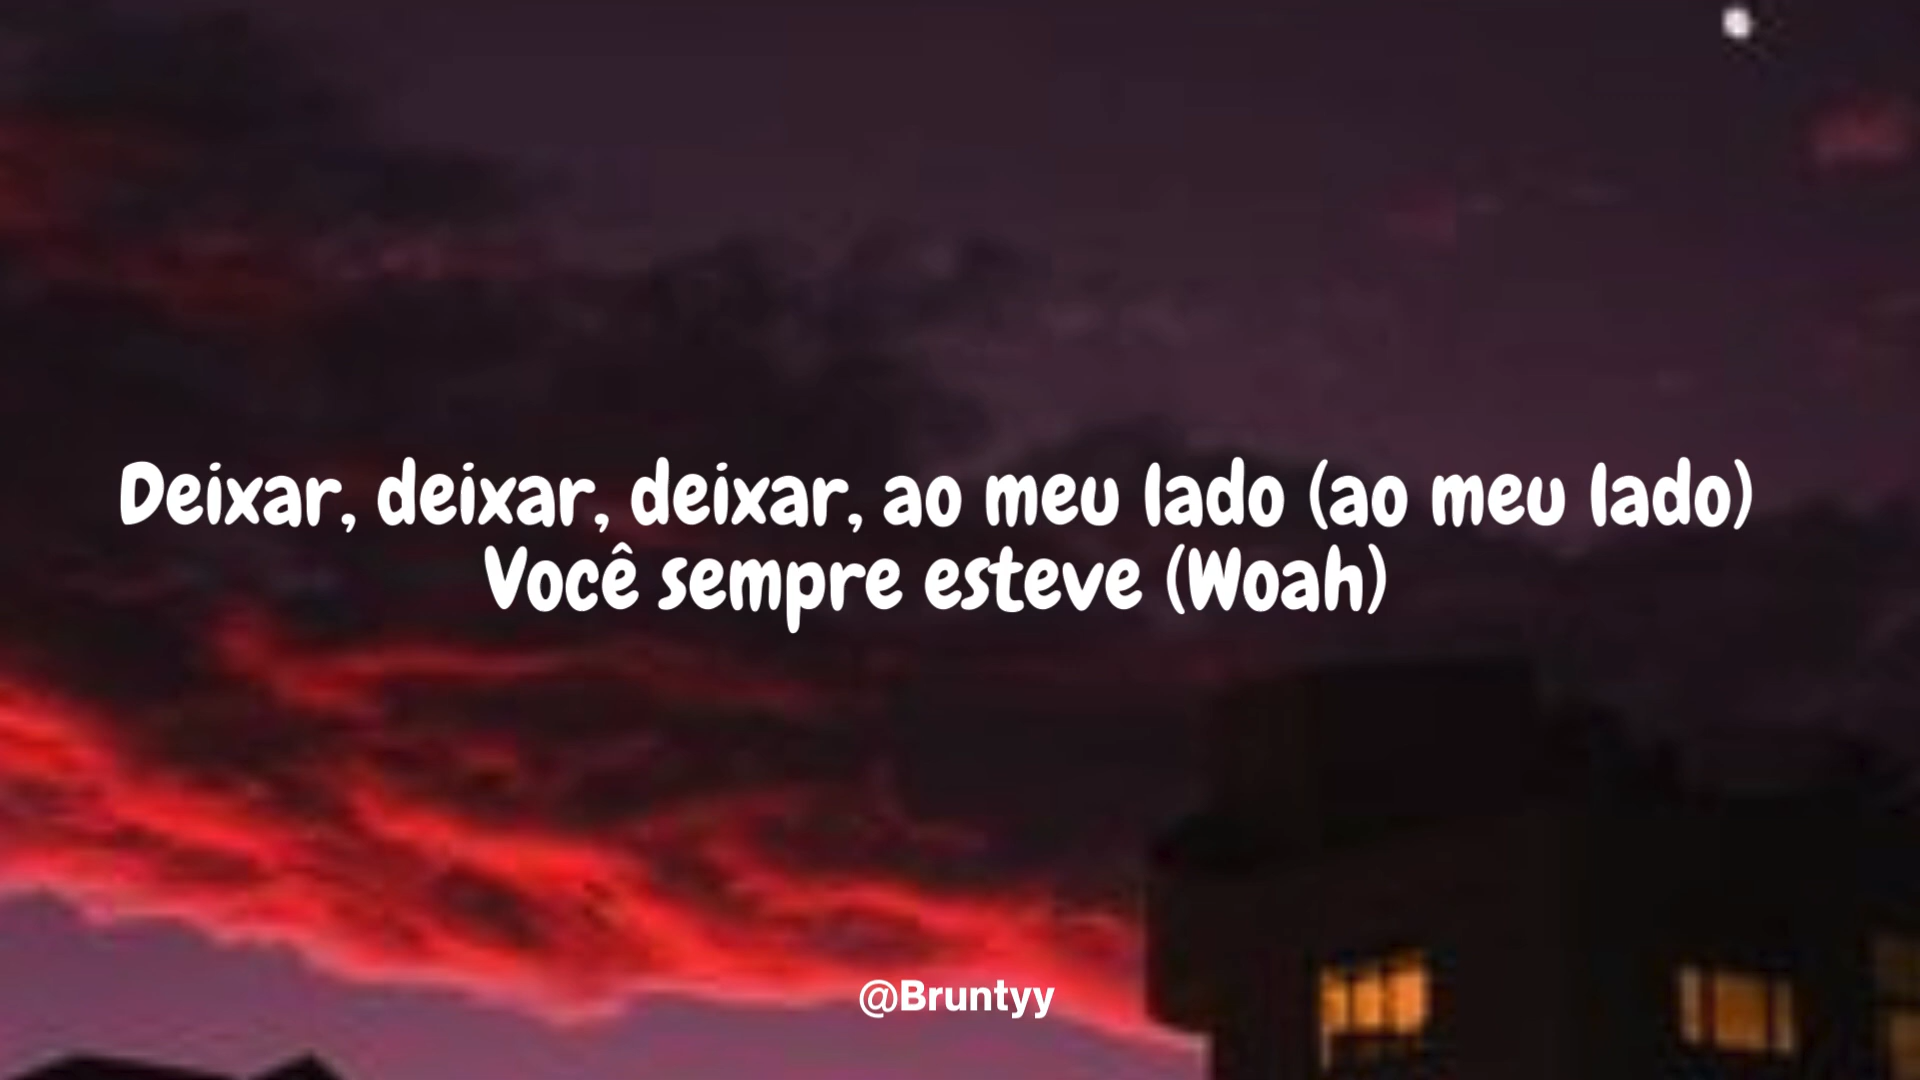 Deixar, deixar, deixar, ao meu lado (ao meu lado)
Você sempre esteve (Woah)
@Bruntyy